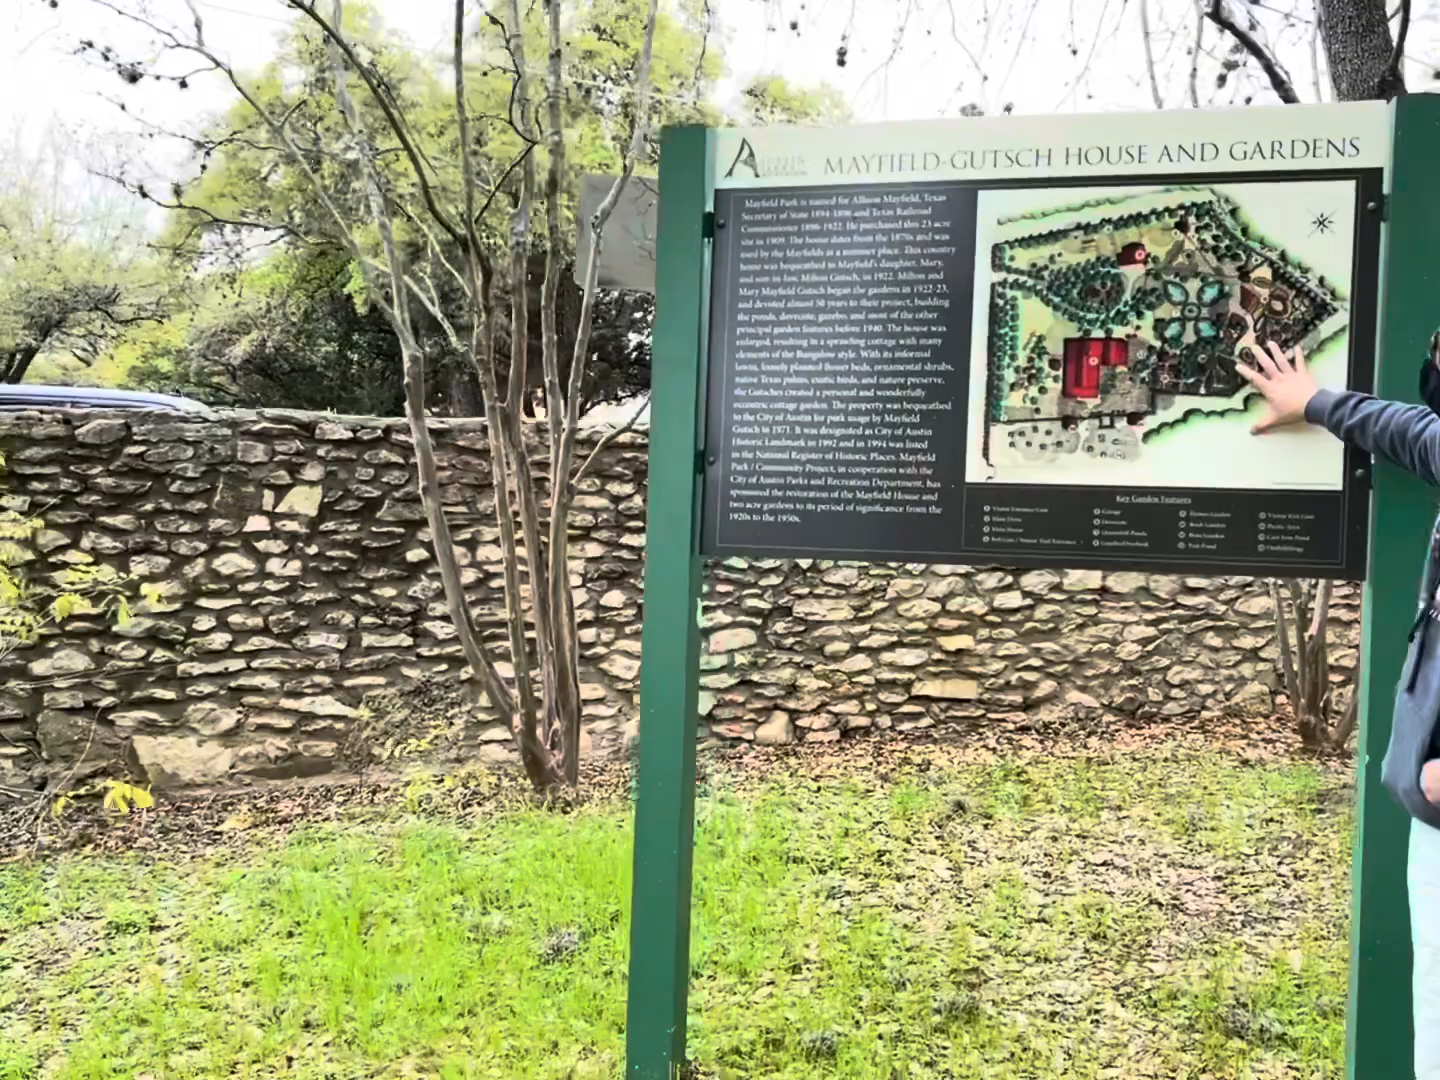 MAYFIELD-GUTSCH HOUSE AND GARDENS
Mayfield Park is named for Allison Mayfield, Texas
Secretary of State 1894-1896 and Texas Railroad
Commissioner 1896-1922. He purchased this 23 acre
site in 1909. The house dates from the 1870s and was
used by the Mayfields as a summer place. This country
home was bequeathed to Mayfield's daughter, Mary,
and son-in-law, Milton Gutsch, in 1922. Milton and
Mary Mayfield Gutsch began the gardens in 1922-23,
and devoted almost 50 years to their project, building
the ponds, dovecote, gazebo, and most of the other
principal garden features before 1940. The house was
enlarged, resulting in a sprawling cottage with many
elements of the Bungalow style. With its informal
lawns, loosely planted flower beds, ornamental shrubs,
native Texas palms, exotic birds, and nature preserve,
the Gutsches created a personal and wonderfully
eccentric cottage garden. The property was bequeathed
to the City of Austin for park usage by Mayfield
Gutsch in 1971. It was designated as City of Austin
Historic Landmark in 1992 and in 1994 was listed
in the National Register of Historic Places. Mayfield
Park / Community Project, in cooperation with the
City of Austin Parks and Recreation Department, has
sponsored the restoration of the Mayfield House and
two acre gardens to its period of significance from the
1920s to the 1950s.
Key Garden Features